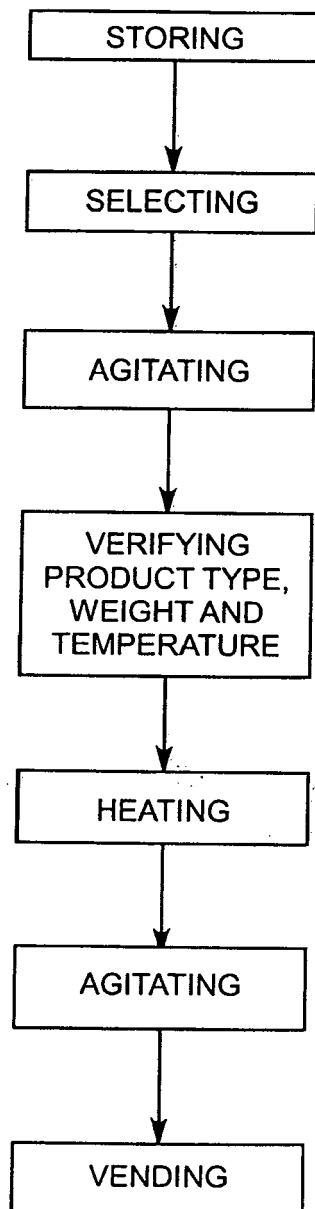 STORING
SELECTING
AGITATING
VERIFYING
PRODUCT TYPE,
WEIGHT AND
TEMPERATURE
HEATING
AGITATING
VENDING